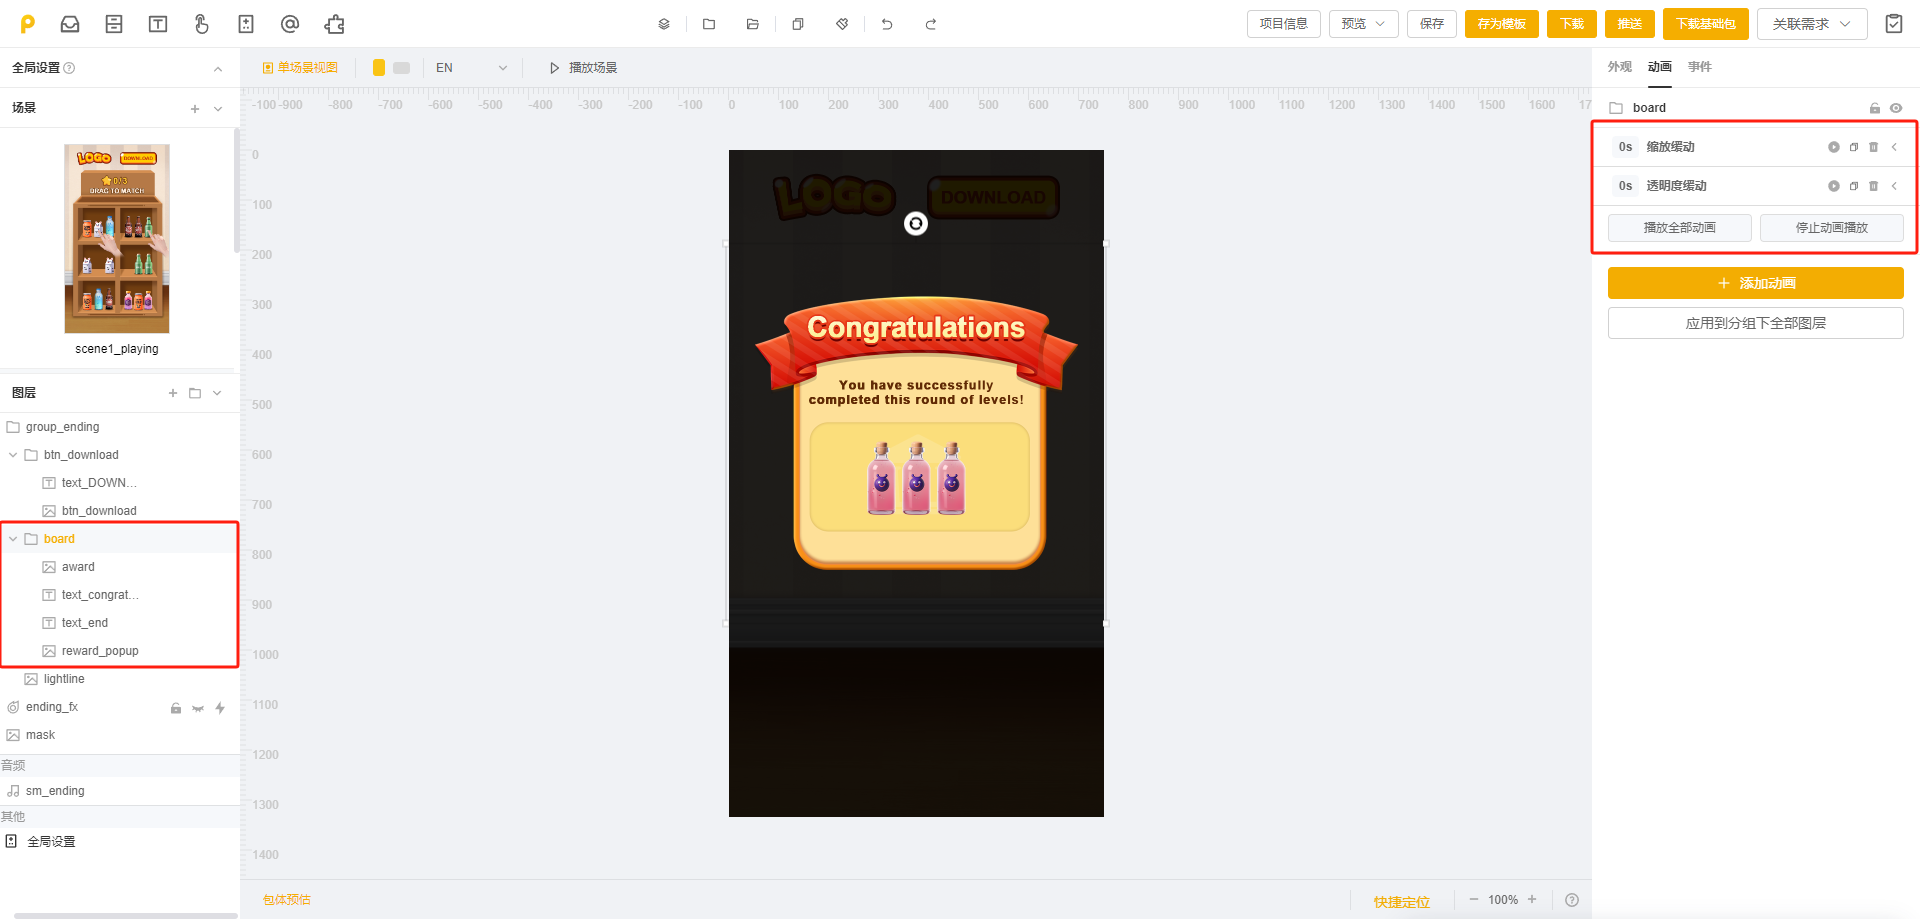 项目信息
预览
保存
存为模板
下载
推送
下载基础包
关联需求
全局设置
单场景视图
EN
播放场景
外观
动画
事件
场景
-100 -900 -800 -700 -600 -500 -400 -300 -200 -100 0 100 200 300 400 500 600 700 800 900 1000 1100 1200 1300 1400 1500 1600 17
board
0s 缩放缓动
0s 透明度缓动
播放全部动画
停止动画播放
添加动画
应用到分组下全部图层
LOGO
DOWNLOAD
0/3
DRAG TO MATCH
scene1_playing
图层
group_ending
btn_download
text_DOWN...
btn_download
board
award
text_congrat...
text_end
reward_popup
lightline
ending_fx
mask
音频
sm_ending
其他
全局设置
0
100
200
300
400
500
600
700
800
900
1000
1100
1200
1300
1400
LOGO
DOWNLOAD
Congratulations
You have successfully
completed this round of levels!
包体预估
快捷定位
100%